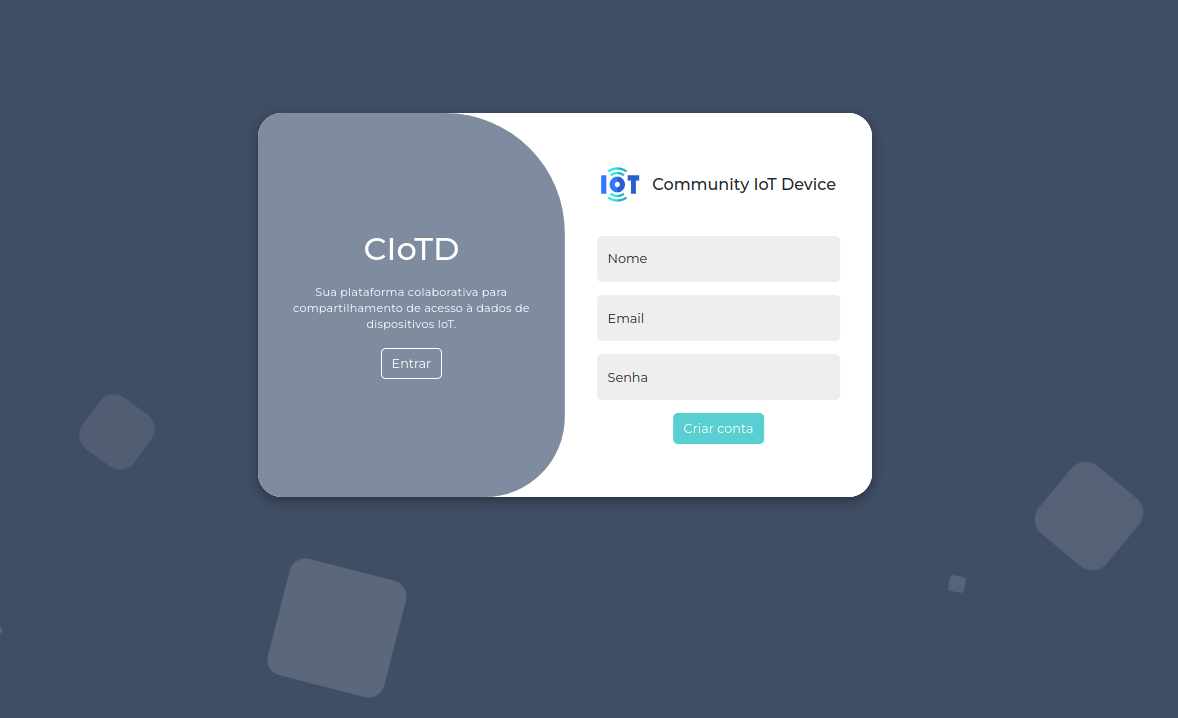 CIoTD
Sua plataforma colaborativa para
compartilhamento de acesso à dados de
dispositivos IoT.
Entrar
IoT
Community IoT Device
Nome
Email
Senha
Criar conta